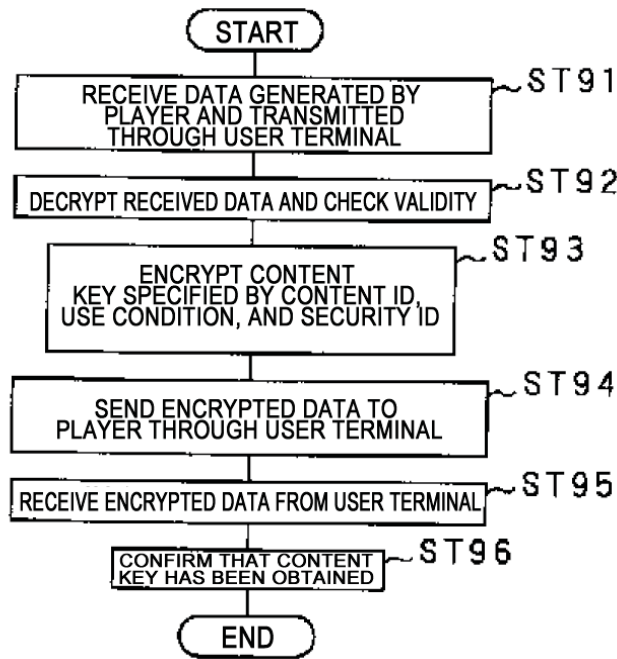 START
RECEIVE DATA GENERATED BY
PLAYER AND TRANSMITTED
THROUGH USER TERMINAL
ST91
DECRYPT RECEIVED DATA AND CHECK VALIDITY
ST92
ENCRYPT CONTENT
KEY SPECIFIED BY CONTENT ID,
USE CONDITION, AND SECURITY ID
ST93
SEND ENCRYPTED DATA TO
PLAYER THROUGH USER TERMINAL
ST94
RECEIVE ENCRYPTED DATA FROM USER TERMINAL
ST95
CONFIRM THAT CONTENT
KEY HAS BEEN OBTAINED
ST96
END